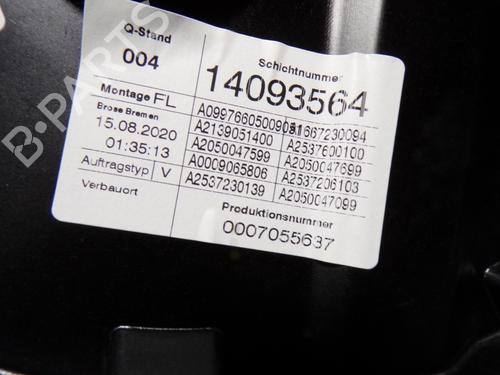 B-PARTS
Q-Stand
004
Schichtnummer
14093564
Montage FL
Brose Bremen
15.08.2020
01:35:13
Auftragstyp V
Verbauort
A2139051400 A2537600100
A2050047599 A2050047699
A0009065806 A2537206103
A2537230139 A2050047099
Produktionsnummer
0007055637